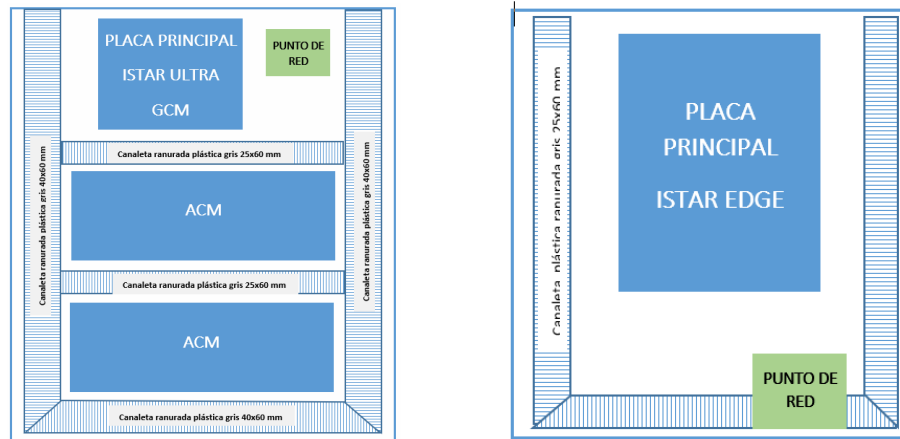 PLACA PRINCIPAL
ISTAR ULTRA
GCM
PUNTO DE
RED
Canaleta ranurada plástica gris 40x60 mm
Canaleta ranurada plástica gris 25x60 mm
Canaleta ranurada plástica gris 40x60 mm
ACM
Canaleta ranurada plástica gris 25x60 mm
ACM
Canaleta ranurada plástica gris 40x60 mm
Canaleta plástica ranurada gris 25x60 mm
PLACA
PRINCIPAL
ISTAR EDGE
PUNTO DE
RED